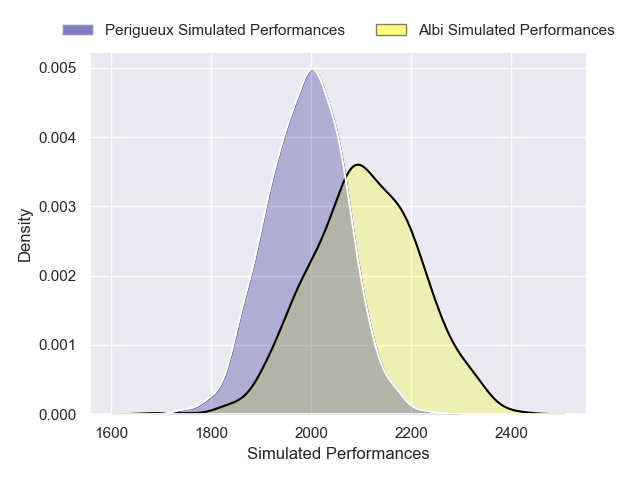 Perigueux Simulated Performances
Albi Simulated Performances
0.005
0.004
0.003
0.002
0.001
0.000
Density
1600
1800
2000
2200
2400
Simulated Performances